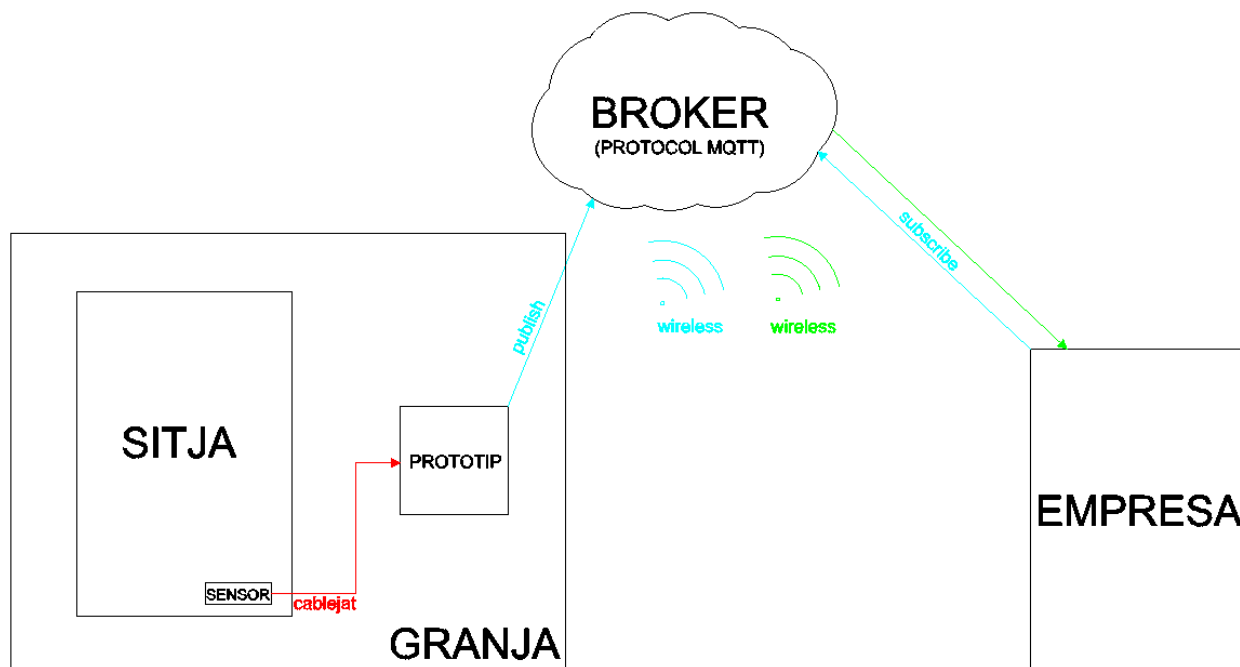 BROKER
(PROTOCOL MQTT)
publish
subscribe
wireless
wireless
SITJA
PROTOTIP
SENSOR
cablejat
GRANJA
EMPRESA